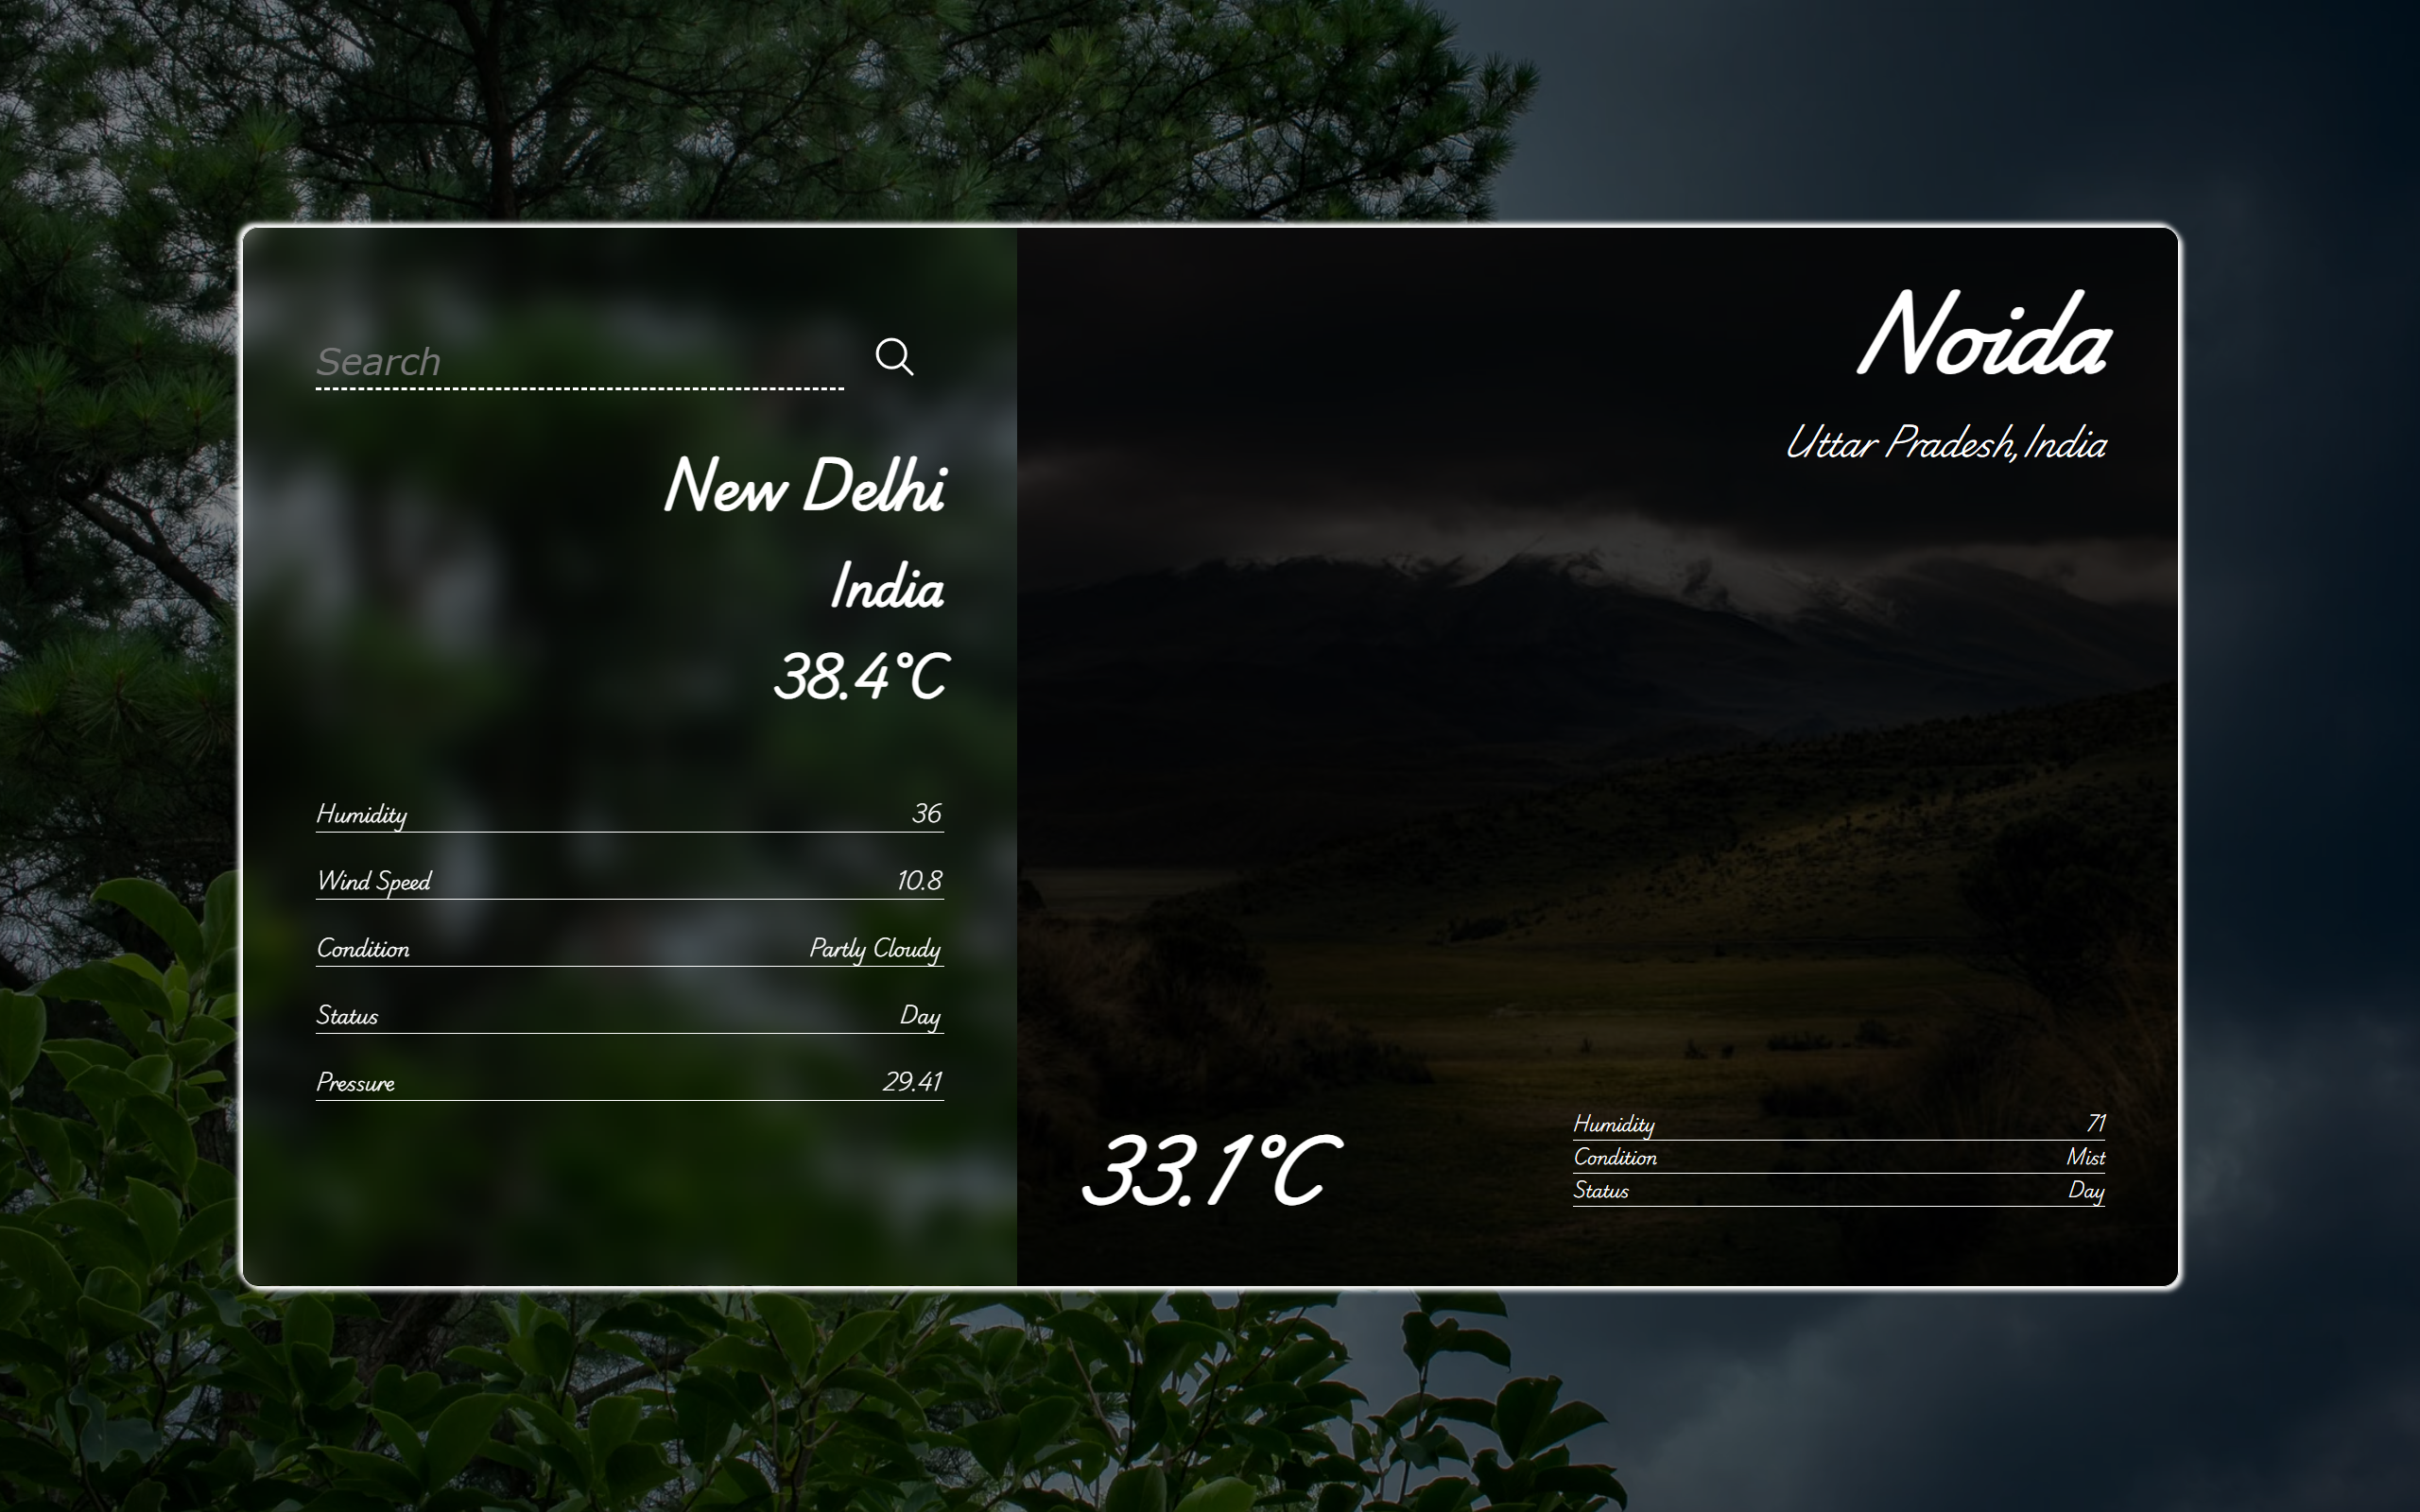 Search
New Delhi
India
38.4°C
Humidity 36
Wind Speed 10.8
Condition Partly Cloudy
Status Day
Pressure 29.41
Noida
Uttar Pradesh, India
33.1°C
Humidity 71
Condition Mist
Status Day